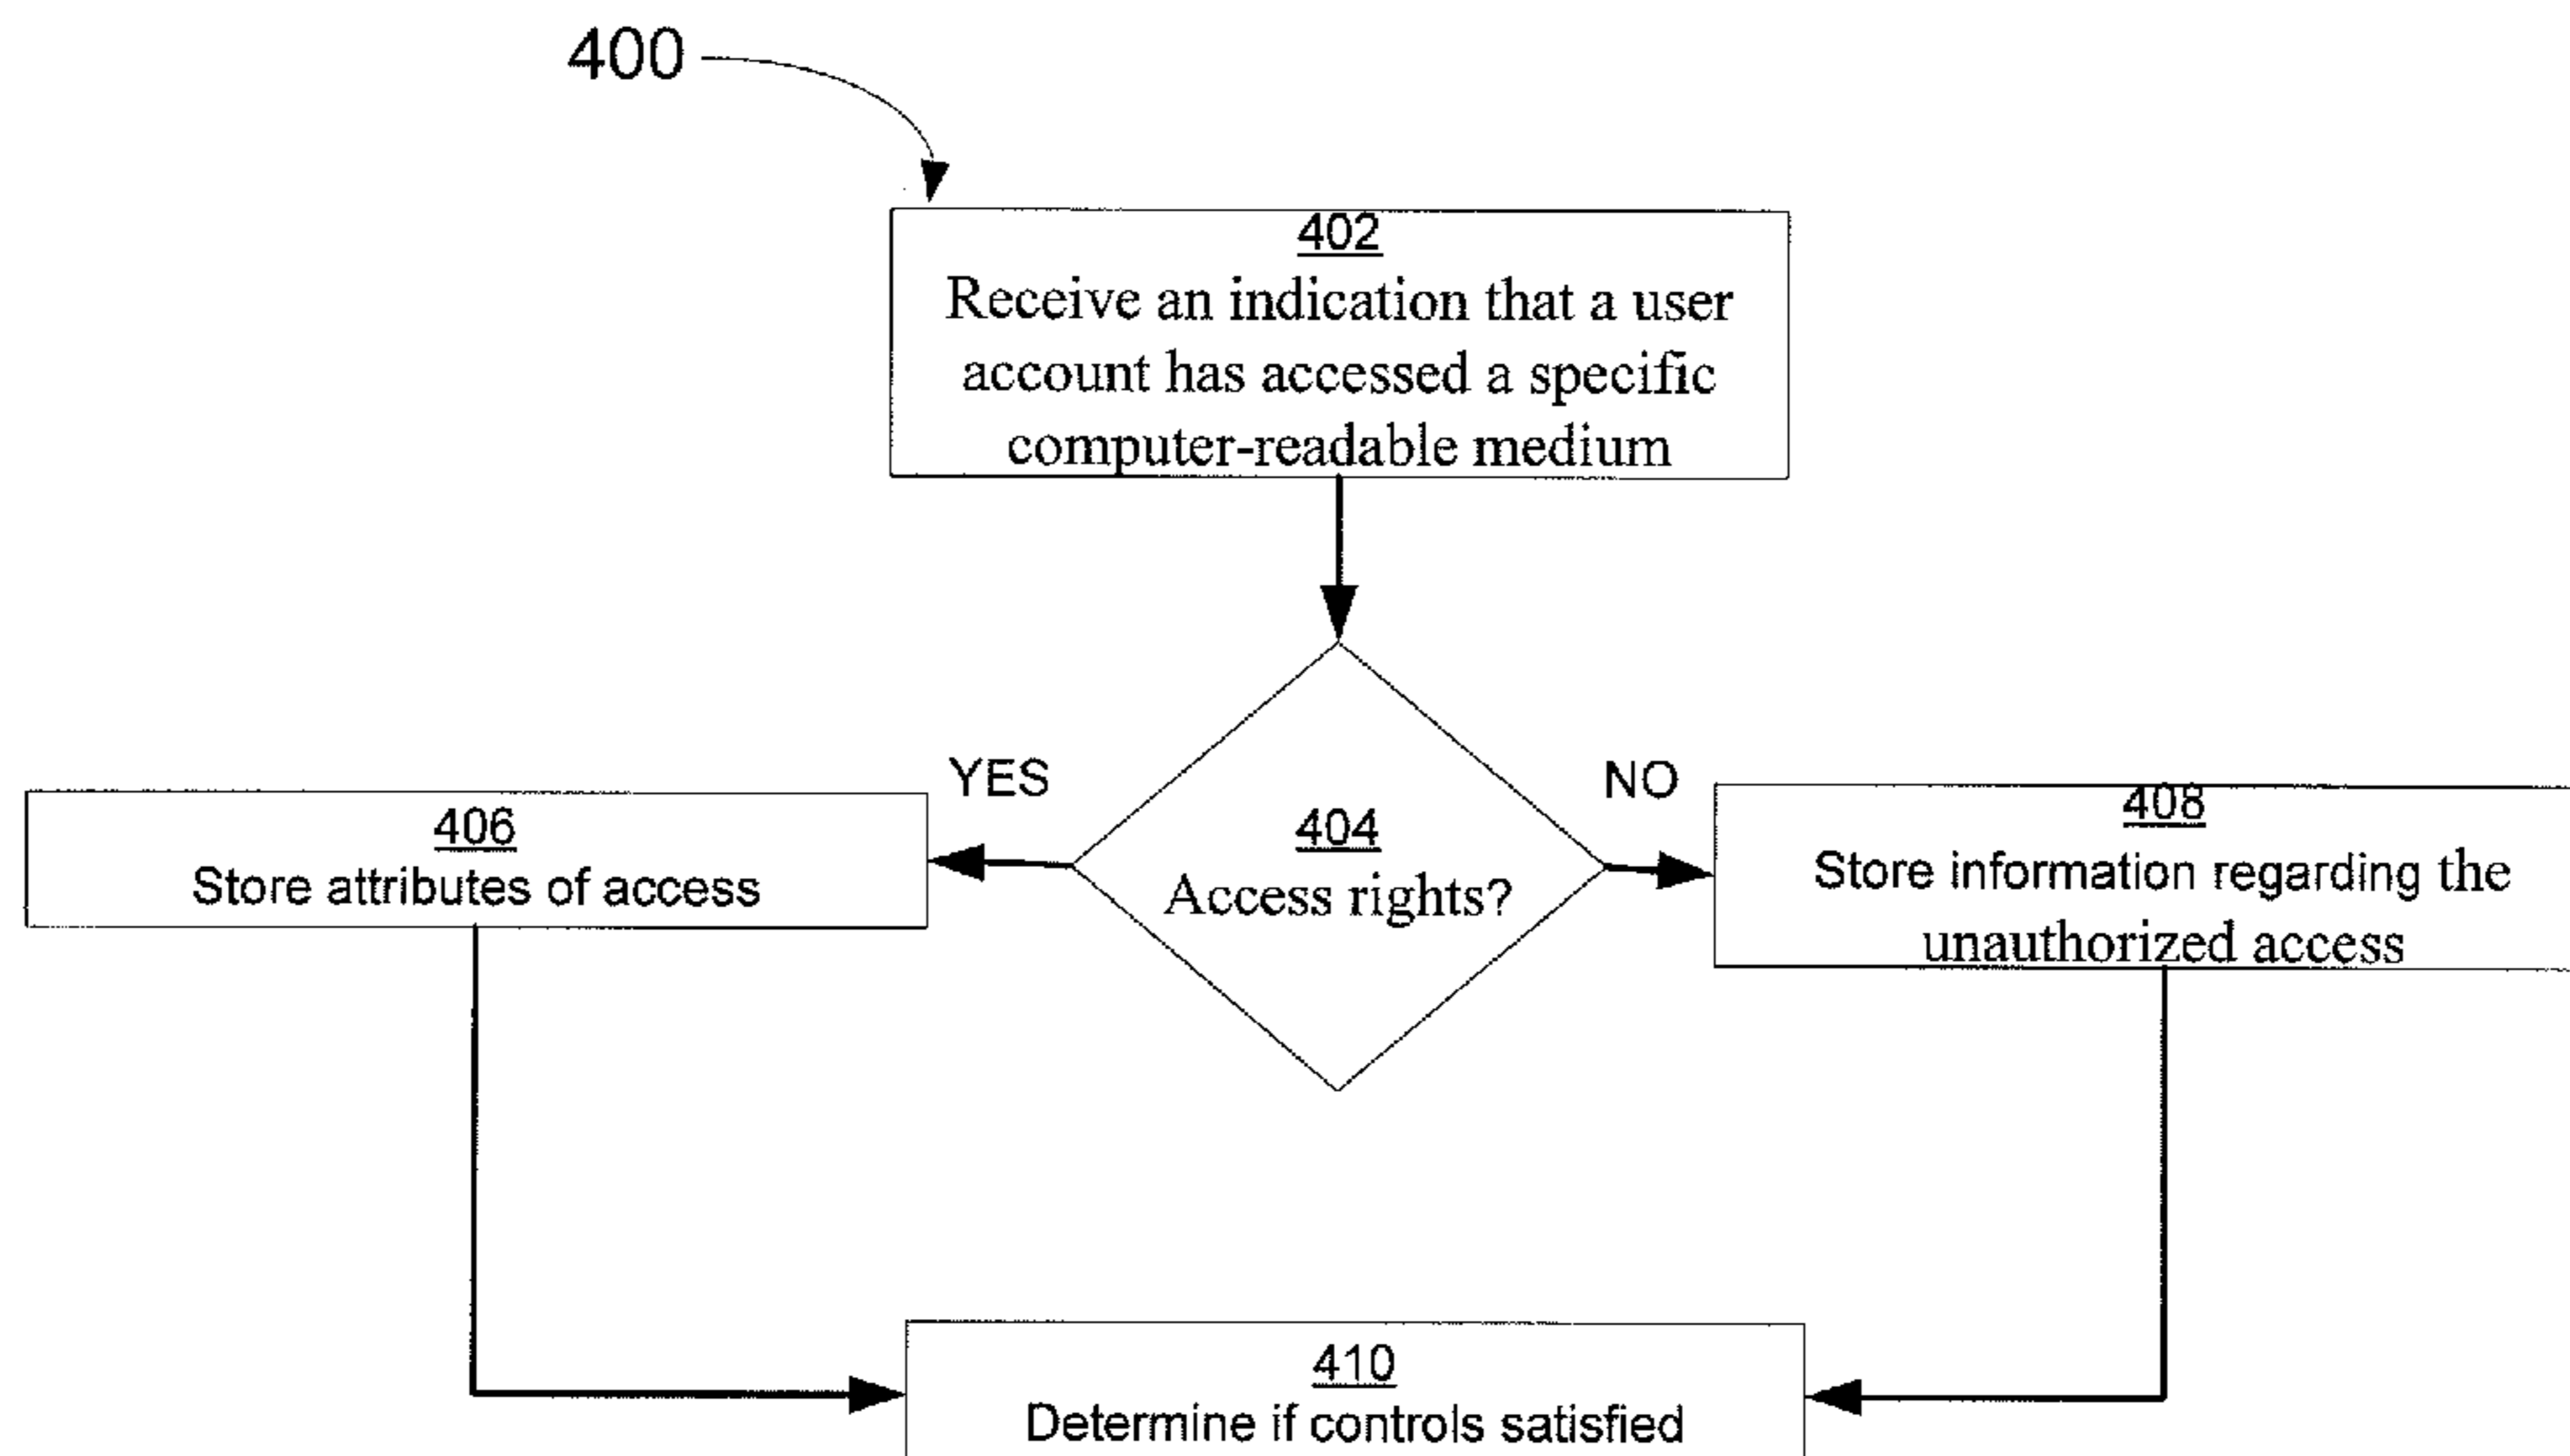 400
402
Receive an indication that a user
account has accessed a specific
computer-readable medium
YES
NO
406
Store attributes of access
404
Access rights?
408
Store information regarding the
unauthorized access
410
Determine if controls satisfied